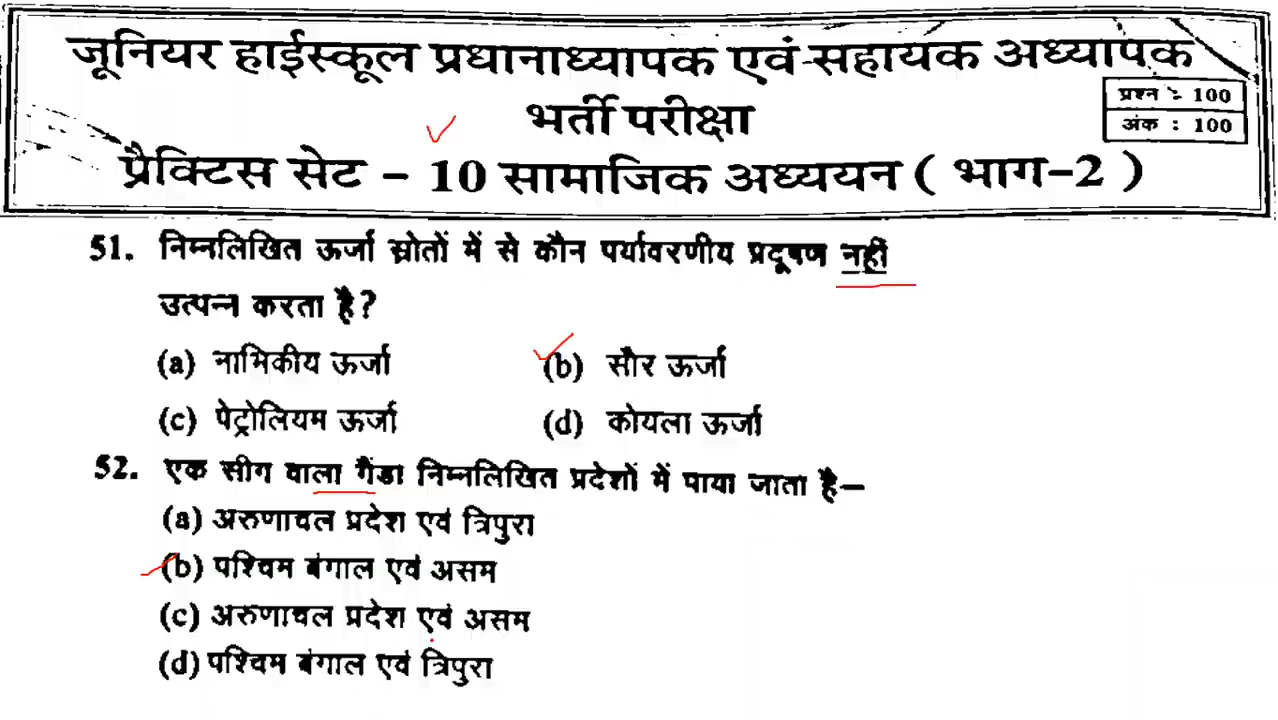 जूनियर हाईस्कूल प्रधानाध्यापक एवं सहायक अध्यापक
भर्ती परीक्षा
प्रश्न : 100
अंक : 100
प्रैक्टिस सेट - 10 सामाजिक अध्ययन ( भाग-2 )
51. निम्नलिखित ऊर्जा स्रोतों में से कौन पर्यावरणीय प्रदूषण नहीं
उत्पन्न करता है?
(a) नाभिकीय ऊर्जा (b) सौर ऊर्जा
(c) पेट्रोलियम ऊर्जा (d) कोयला ऊर्जा
52. एक सींग वाला गैंडा निम्नलिखित प्रदेशों में पाया जाता है–
(a) अरुणाचल प्रदेश एवं त्रिपुरा
(b) पश्चिम बंगाल एवं असम
(c) अरुणाचल प्रदेश एवं असम
(d) पश्चिम बंगाल एवं त्रिपुरा